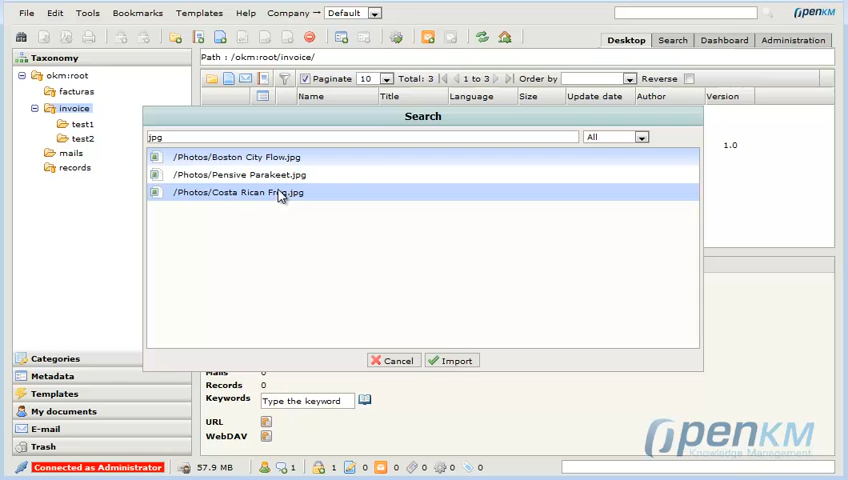 File Edit Tools Bookmarks Templates Help Company Default
OpenKM
Taxonomy
Desktop Search Dashboard Administration
okm:root
facturas
invoice
test1
test2
mails
records
Path : /okm:root/invoice/
Paginate 10 Total: 3 1 to 3 Order by Reverse
Name Title Language Size Update date Author Version
1.0
Search
jpg All
/Photos/Boston City Flow.jpg
/Photos/Pensive Parakeet.jpg
/Photos/Costa Rican Frog.jpg
Cancel Import
Categories
Metadata
Templates
My documents
E-mail
Trash
Mails 0
Records 0
Keywords Type the keyword
URL
WebDAV
OpenKM
Knowledge Management
Connected as Administrator 57.9 MB 1 1 0 0 0 0 0